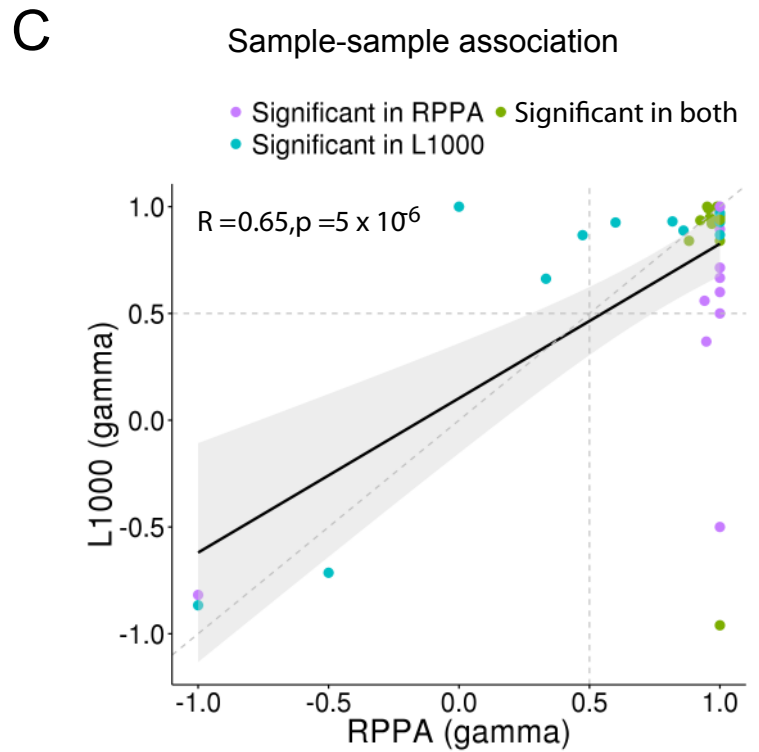 C
Sample-sample association
Significant in RPPA
Significant in both
Significant in L1000
R =0.65,p =5 x 10-6
1.0
0.5
0.0
-0.5
-1.0
L1000 (gamma)
-1.0 -0.5 0.0 0.5 1.0
RPPA (gamma)